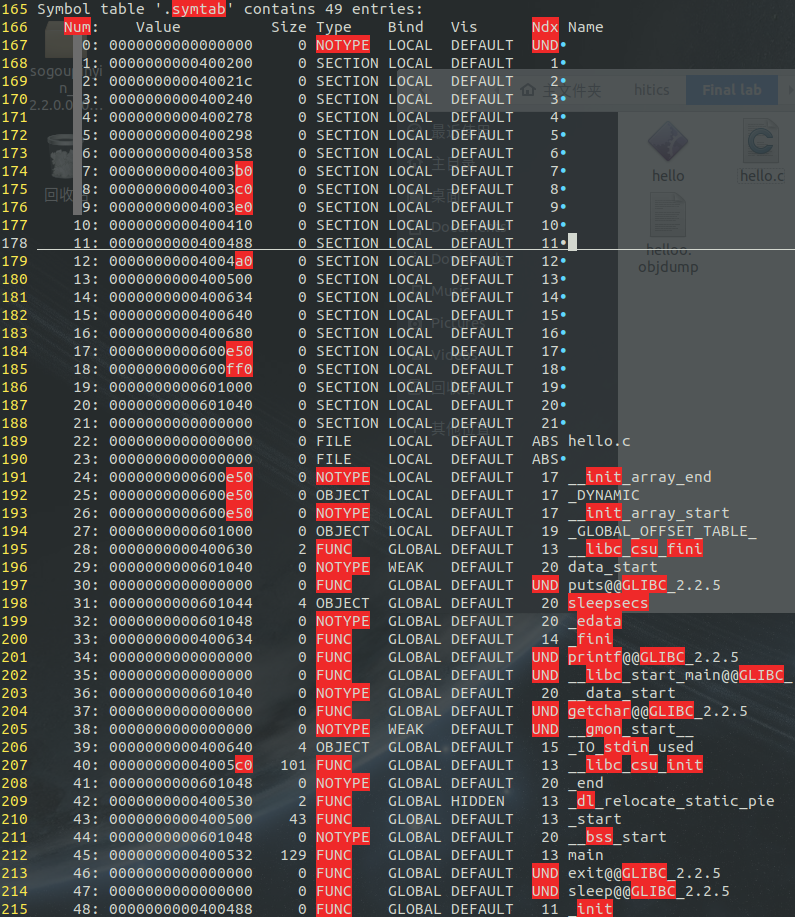 165 Symbol table '.symtab' contains 49 entries:
166    Num:    Value          Size Type    Bind   Vis      Ndx Name
167      0: 0000000000000000     0 NOTYPE  LOCAL  DEFAULT  UND
168      1: 0000000000400200     0 SECTION LOCAL  DEFAULT    1
169      2: 000000000040021c     0 SECTION LOCAL  DEFAULT    2
170      3: 0000000000400240     0 SECTION LOCAL  DEFAULT    3
171      4: 0000000000400278     0 SECTION LOCAL  DEFAULT    4
172      5: 0000000000400298     0 SECTION LOCAL  DEFAULT    5
173      6: 0000000000400358     0 SECTION LOCAL  DEFAULT    6
174      7: 00000000004003b0     0 SECTION LOCAL  DEFAULT    7
175      8: 00000000004003c0     0 SECTION LOCAL  DEFAULT    8
176      9: 00000000004003e0     0 SECTION LOCAL  DEFAULT    9
177     10: 0000000000400410     0 SECTION LOCAL  DEFAULT   10
178     11: 0000000000400488     0 SECTION LOCAL  DEFAULT   11
179     12: 00000000004004a0     0 SECTION LOCAL  DEFAULT   12
180     13: 0000000000400500     0 SECTION LOCAL  DEFAULT   13
181     14: 0000000000400634     0 SECTION LOCAL  DEFAULT   14
182     15: 0000000000400640     0 SECTION LOCAL  DEFAULT   15
183     16: 0000000000400680     0 SECTION LOCAL  DEFAULT   16
184     17: 0000000000600e50     0 SECTION LOCAL  DEFAULT   17
185     18: 0000000000600ff0     0 SECTION LOCAL  DEFAULT   18
186     19: 0000000000601000     0 SECTION LOCAL  DEFAULT   19
187     20: 0000000000601040     0 SECTION LOCAL  DEFAULT   20
188     21: 0000000000000000     0 SECTION LOCAL  DEFAULT   21
189     22: 0000000000000000     0 FILE    LOCAL  DEFAULT  ABS hello.c
190     23: 0000000000000000     0 FILE    LOCAL  DEFAULT  ABS
191     24: 0000000000600e50     0 NOTYPE  LOCAL  DEFAULT   17 __init_array_end
192     25: 0000000000600e50     0 OBJECT  LOCAL  DEFAULT   17 _DYNAMIC
193     26: 0000000000600e50     0 NOTYPE  LOCAL  DEFAULT   17 __init_array_start
194     27: 0000000000601000     0 OBJECT  LOCAL  DEFAULT   19 _GLOBAL_OFFSET_TABLE_
195     28: 0000000000400630     2 FUNC    GLOBAL DEFAULT   13 __libc_csu_fini
196     29: 0000000000601040     0 NOTYPE  WEAK   DEFAULT   20 data_start
197     30: 0000000000000000     0 FUNC    GLOBAL DEFAULT  UND puts@@GLIBC_2.2.5
198     31: 0000000000601044     4 OBJECT  GLOBAL DEFAULT   20 sleepsecs
199     32: 0000000000601048     0 NOTYPE  GLOBAL DEFAULT   20 _edata
200     33: 0000000000400634     0 FUNC    GLOBAL DEFAULT   14 _fini
201     34: 0000000000000000     0 FUNC    GLOBAL DEFAULT  UND printf@@GLIBC_2.2.5
202     35: 0000000000000000     0 FUNC    GLOBAL DEFAULT  UND __libc_start_main@@GLIBC_
203     36: 0000000000601040     0 NOTYPE  GLOBAL DEFAULT   20 __data_start
204     37: 0000000000000000     0 FUNC    GLOBAL DEFAULT  UND getchar@@GLIBC_2.2.5
205     38: 0000000000000000     0 NOTYPE  WEAK   DEFAULT  UND __gmon_start__
206     39: 0000000000400640     4 OBJECT  GLOBAL DEFAULT   15 _IO_stdin_used
207     40: 00000000004005c0   101 FUNC    GLOBAL DEFAULT   13 __libc_csu_init
208     41: 0000000000601048     0 NOTYPE  GLOBAL DEFAULT   20 _end
209     42: 0000000000400530     2 FUNC    GLOBAL HIDDEN    13 _dl_relocate_static_pie
210     43: 0000000000400500    43 FUNC    GLOBAL DEFAULT   13 _start
211     44: 0000000000601048     0 NOTYPE  GLOBAL DEFAULT   20 __bss_start
212     45: 0000000000400532   129 FUNC    GLOBAL DEFAULT   13 main
213     46: 0000000000000000     0 FUNC    GLOBAL DEFAULT  UND exit@@GLIBC_2.2.5
214     47: 0000000000000000     0 FUNC    GLOBAL DEFAULT  UND sleep@@GLIBC_2.2.5
215     48: 0000000000400488     0 FUNC    GLOBAL DEFAULT   11 _init
主文件夹 hitics Final lab
hello hello.c
objdump
Pictures